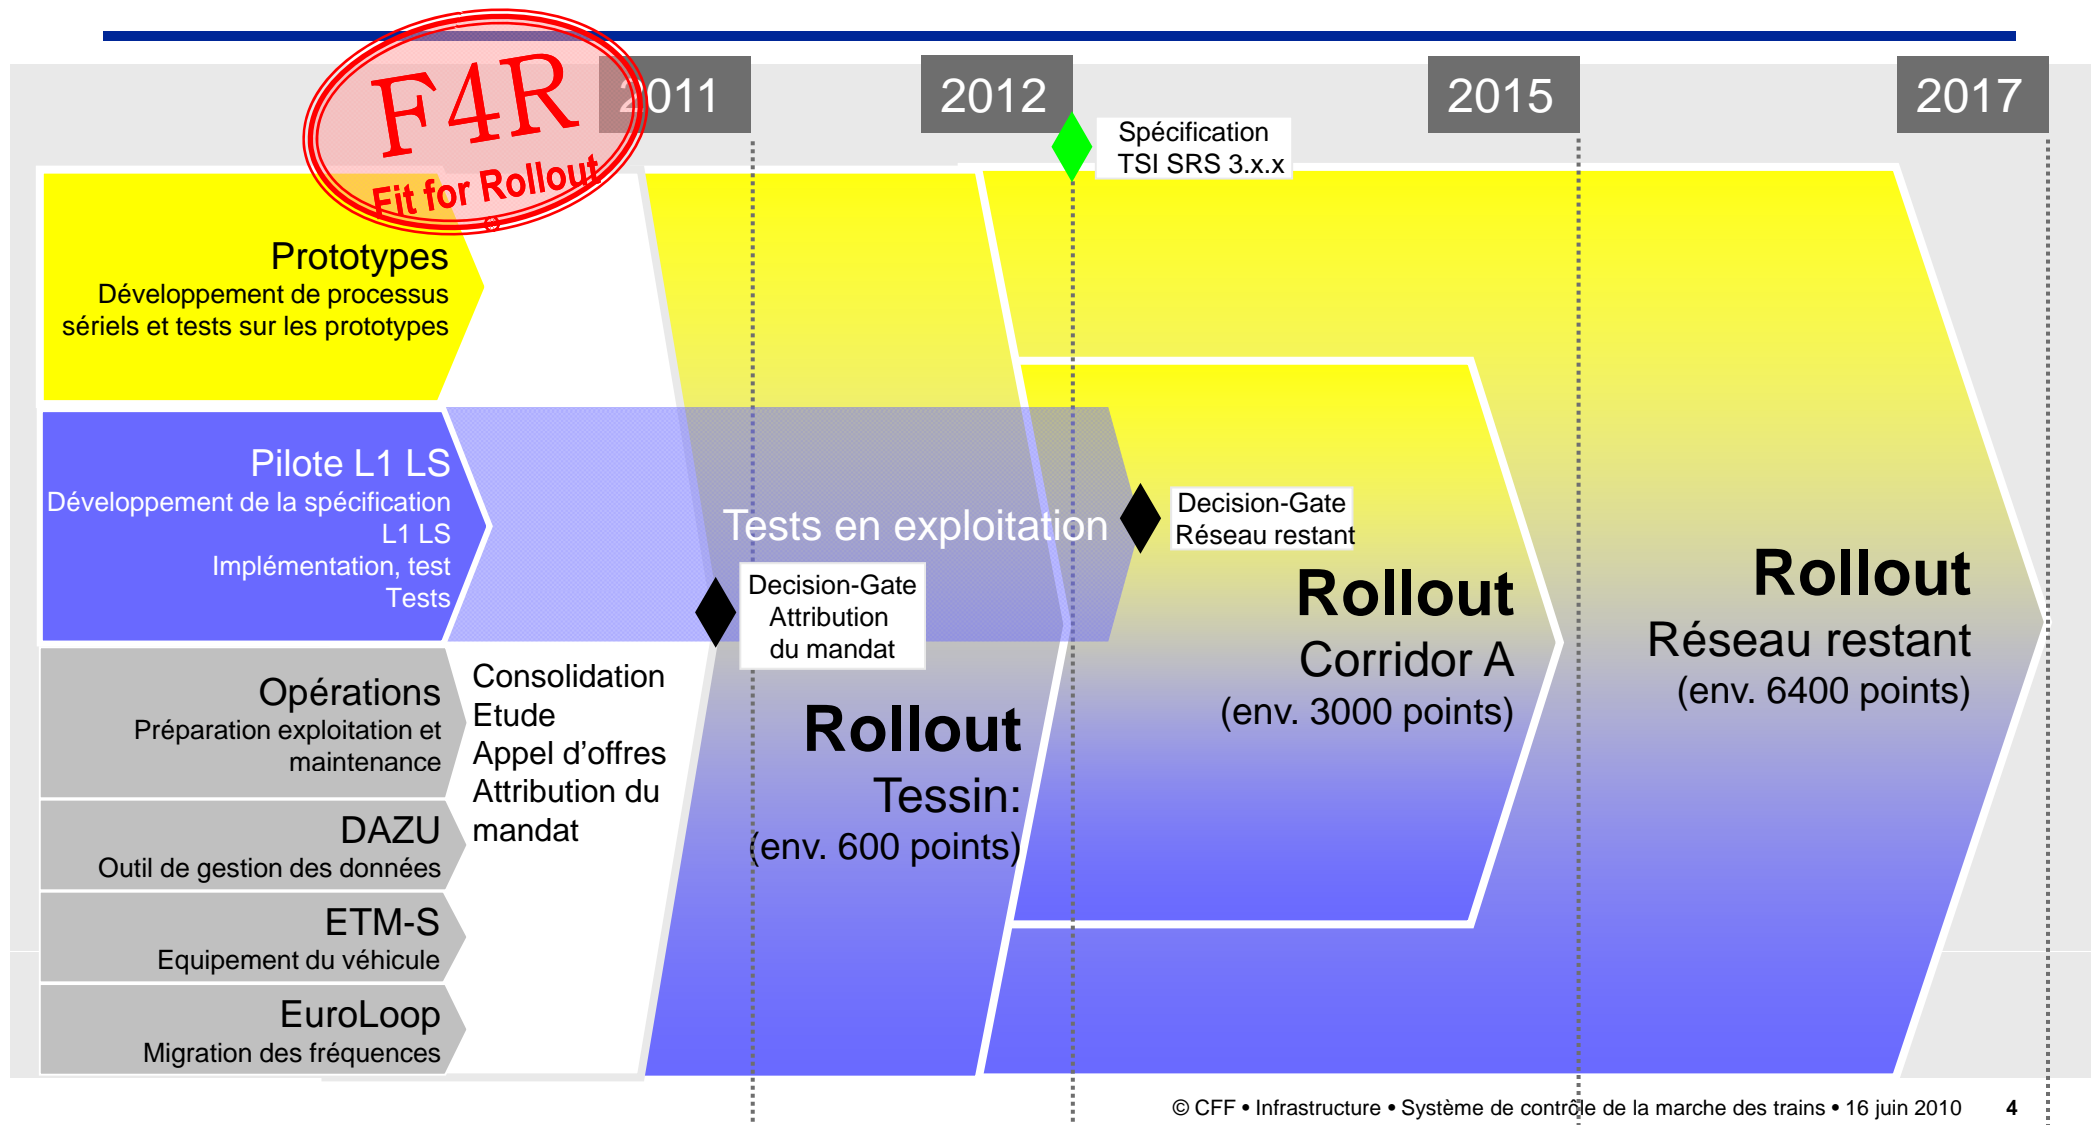 F4R
Fit for Rollout
2011
2012
2015
2017
Spécification
TSI SRS 3.x.x
Prototypes
Développement de processus
sériels et tests sur les prototypes
Pilote L1 LS
Développement de la spécification
L1 LS
Implémentation, test
Tests
Tests en exploitation
Decision-Gate
Réseau restant
Decision-Gate
Attribution
du mandat
Opérations
Préparation exploitation et
maintenance
DAZU
Outil de gestion des données
ETM-S
Equipement du véhicule
EuroLoop
Migration des fréquences
Consolidation
Etude
Appel d’offres
Attribution du
mandat
Rollout
Tessin:
(env. 600 points)
Rollout
Corridor A
(env. 3000 points)
Rollout
Réseau restant
(env. 6400 points)
© CFF • Infrastructure • Système de contrôle de la marche des trains • 16 juin 2010 4